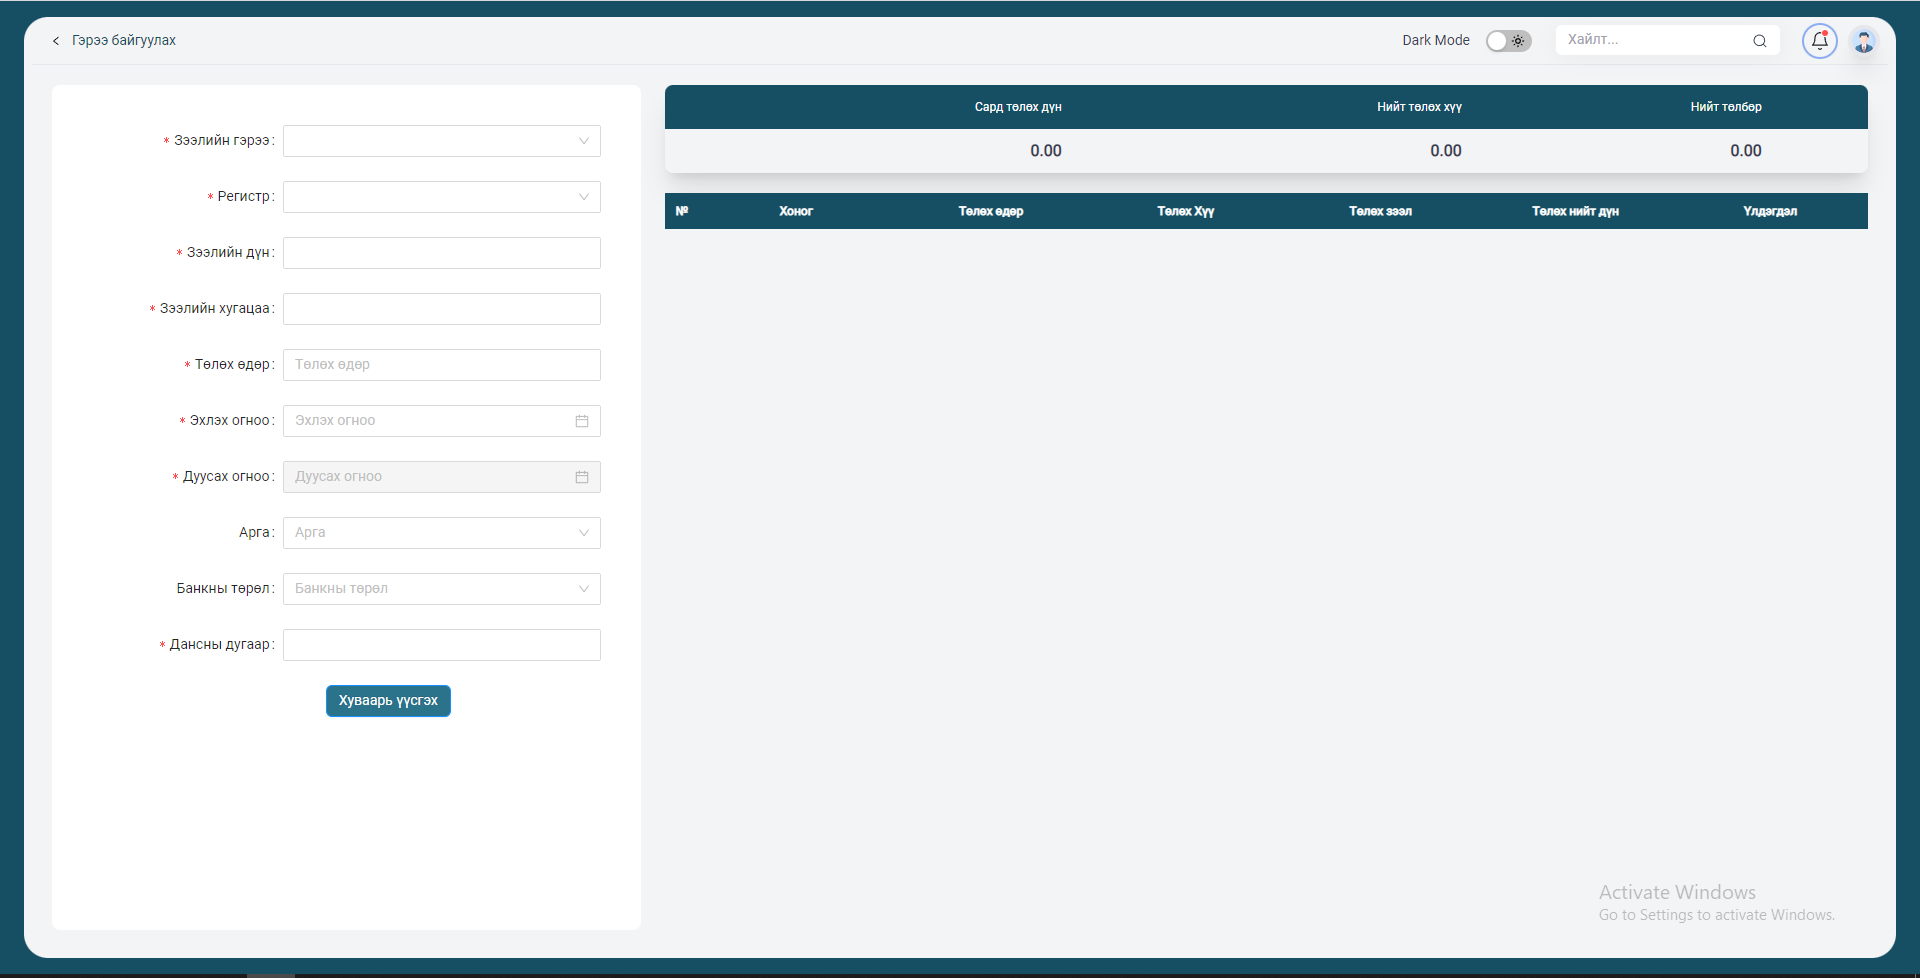 Гэрээ байгуулах
Dark Mode
Хайлт...
* Зээлийн гэрээ:
* Регистр:
* Зээлийн дүн:
* Зээлийн хугацаа:
* Төлөх өдөр: Төлөх өдөр
* Эхлэх огноо: Эхлэх огноо
* Дуусах огноо: Дуусах огноо
Арга: Арга
Банкны төрөл: Банкны төрөл
* Дансны дугаар:
Хуваарь үүсгэх
Сард төлөх дүн Нийт төлөх хүү Нийт төлбөр
0.00 0.00 0.00
№ Хоног Төлөх өдөр Төлөх Хүү Төлөх зээл Төлөх нийт дүн Үлдэгдэл
Activate Windows
Go to Settings to activate Windows.